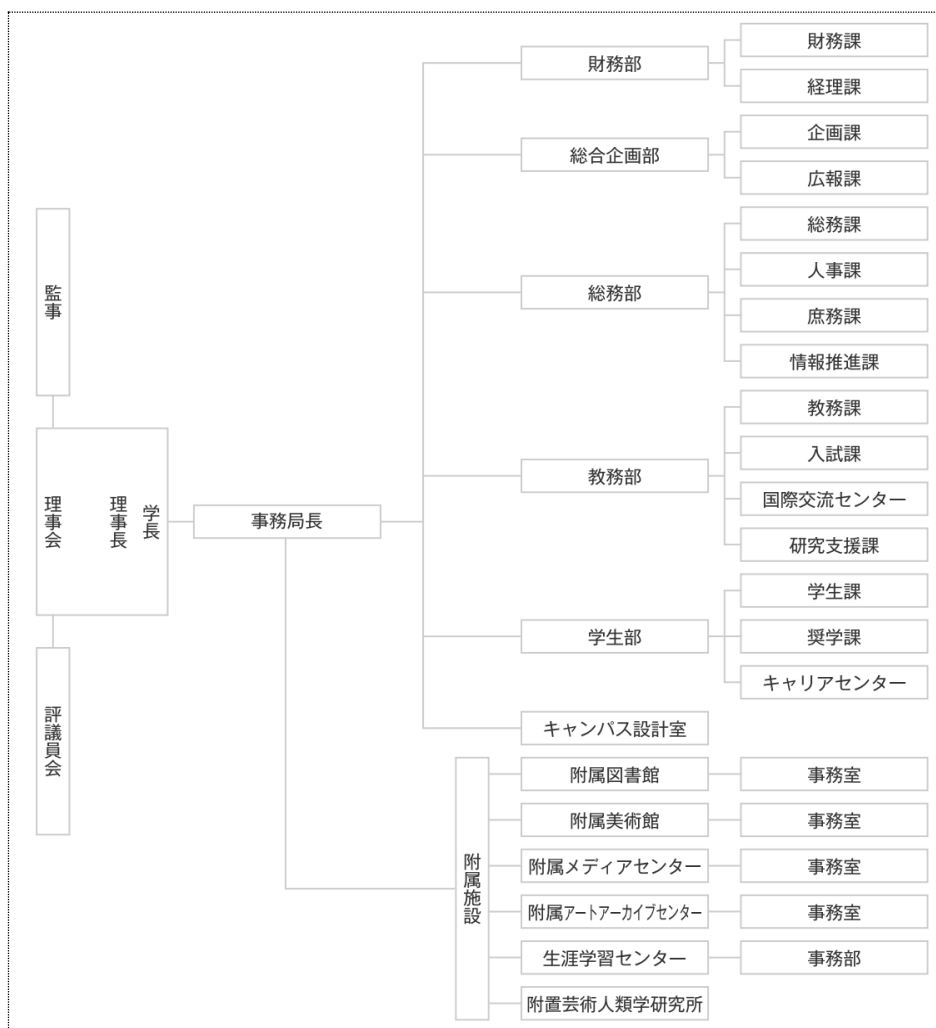 監事
理事会
理事長
学長
評議員会
事務局長
財務部
財務課
経理課
総合企画部
企画課
広報課
総務部
総務課
人事課
庶務課
情報推進課
教務部
教務課
入試課
国際交流センター
研究支援課
学生部
学生課
奨学課
キャリアセンター
キャンパス設計室
附属施設
附属図書館
事務室
附属美術館
事務室
附属メディアセンター
事務室
附属アートアーカイブセンター
事務室
生涯学習センター
事務部
附置芸術人類学研究所